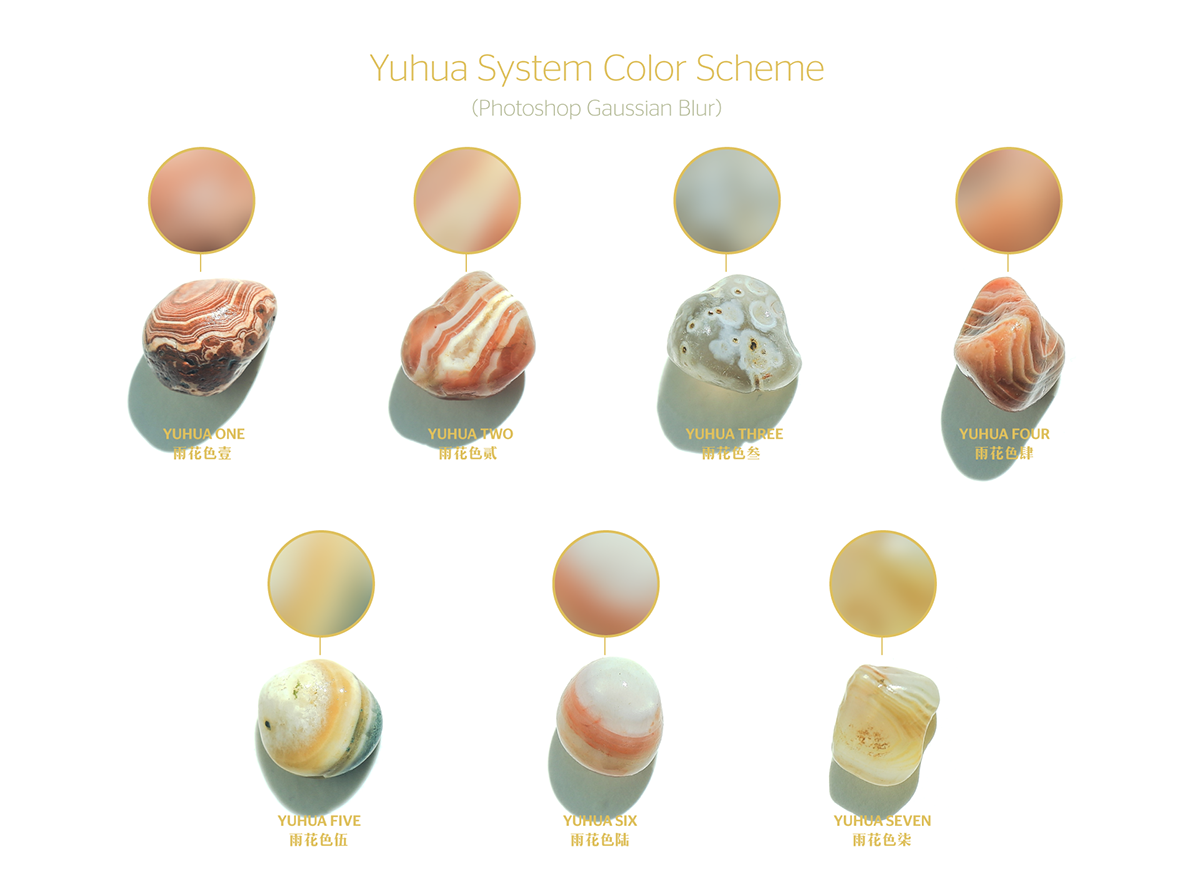 Yuhua System Color Scheme
(Photoshop Gaussian Blur)
YUHUA ONE
雨花色壹
YUHUA TWO
雨花色贰
YUHUA THREE
雨花色叁
YUHUA FOUR
雨花色肆
YUHUA FIVE
雨花色伍
YUHUA SIX
雨花色陆
YUHUA SEVEN
雨花色柒